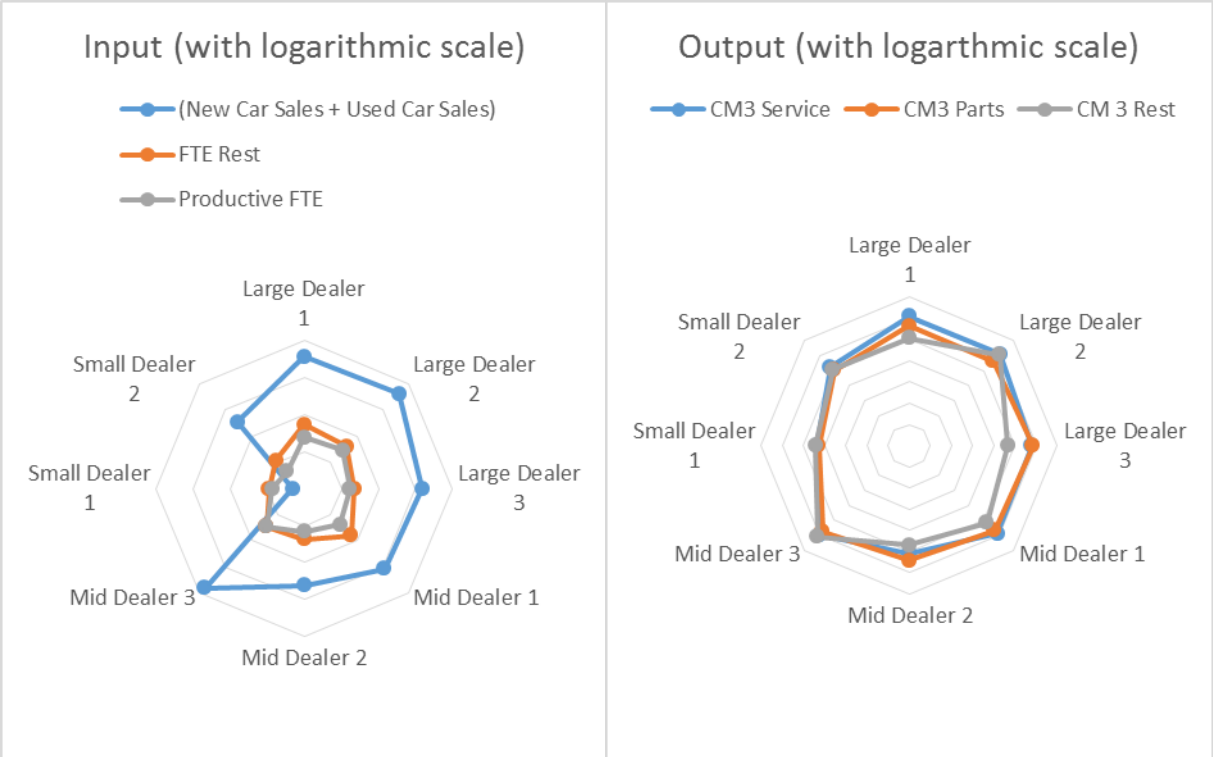 Input (with logarithmic scale)
(New Car Sales + Used Car Sales)
FTE Rest
Productive FTE
Large Dealer
1
Large Dealer
2
Large Dealer
3
Mid Dealer 1
Mid Dealer 2
Mid Dealer 3
Small Dealer
1
Small Dealer
2
Output (with logarthmic scale)
CM3 Service CM3 Parts CM 3 Rest
Large Dealer
1
Large Dealer
2
Large Dealer
3
Mid Dealer 1
Mid Dealer 2
Mid Dealer 3
Small Dealer
1
Small Dealer
2